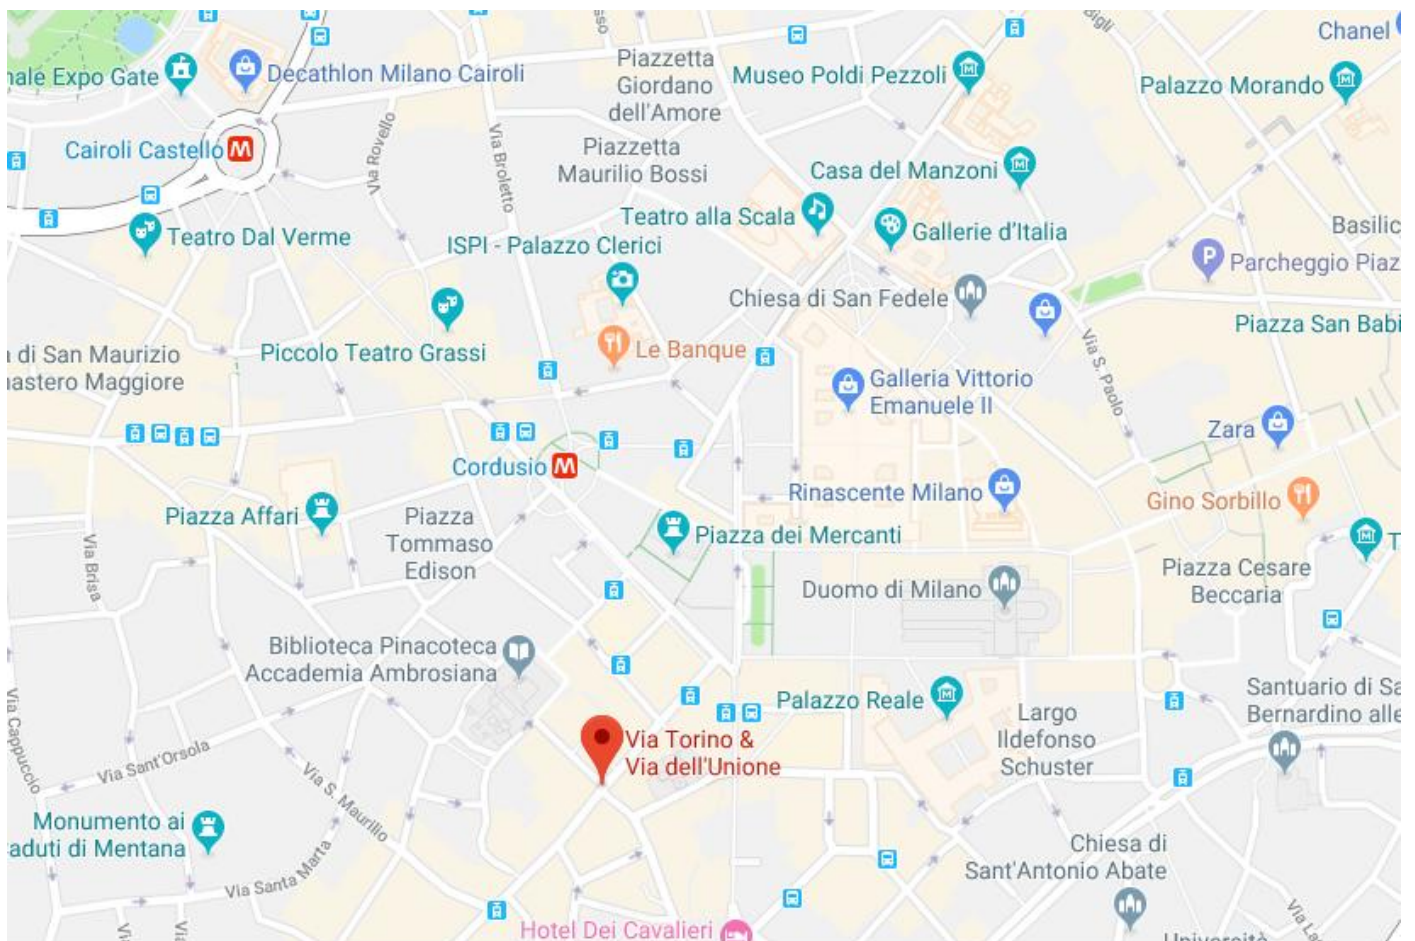 Bigli
Chanel
Piazzetta
Giordano
dell'Amore
nale Expo Gate
Decathlon Milano Cairoli
Museo Poldi Pezzoli
Palazzo Morando
Cairoli Castello
M
Via Rovello
Via Broletto
Piazzetta
Maurilio Bossi
Casa del Manzoni
Teatro alla Scala
Teatro Dal Verme
ISPI - Palazzo Clerici
Gallerie d'Italia
Basilic
P
Parcheggio Piaz
Chiesa di San Fedele
Piazza San Babi
a di San Maurizio
nastero Maggiore
Piccolo Teatro Grassi
Le Banque
Via S. Paolo
Galleria Vittorio
Emanuele II
Zara
Cordusio
M
Rinascente Milano
Gino Sorbillo
Piazza Affari
Piazza
Tommaso
Edison
Piazza dei Mercanti
T
Via Brisa
Duomo di Milano
Piazza Cesare
Beccaria
Biblioteca Pinacoteca
Accademia Ambrosiana
Via Cappuccio
Palazzo Reale
Largo
Ildefonso
Schuster
Santuario di Sa
Bernardino alle
Via Torino &
Via dell'Unione
Via Sant'Orsola
Via S. Maurilio
Monumento ai
aduti di Mentana
Via Santa Marta
Chiesa di
Sant'Antonio Abate
Hotel Dei Cavalieri
Via La
Università